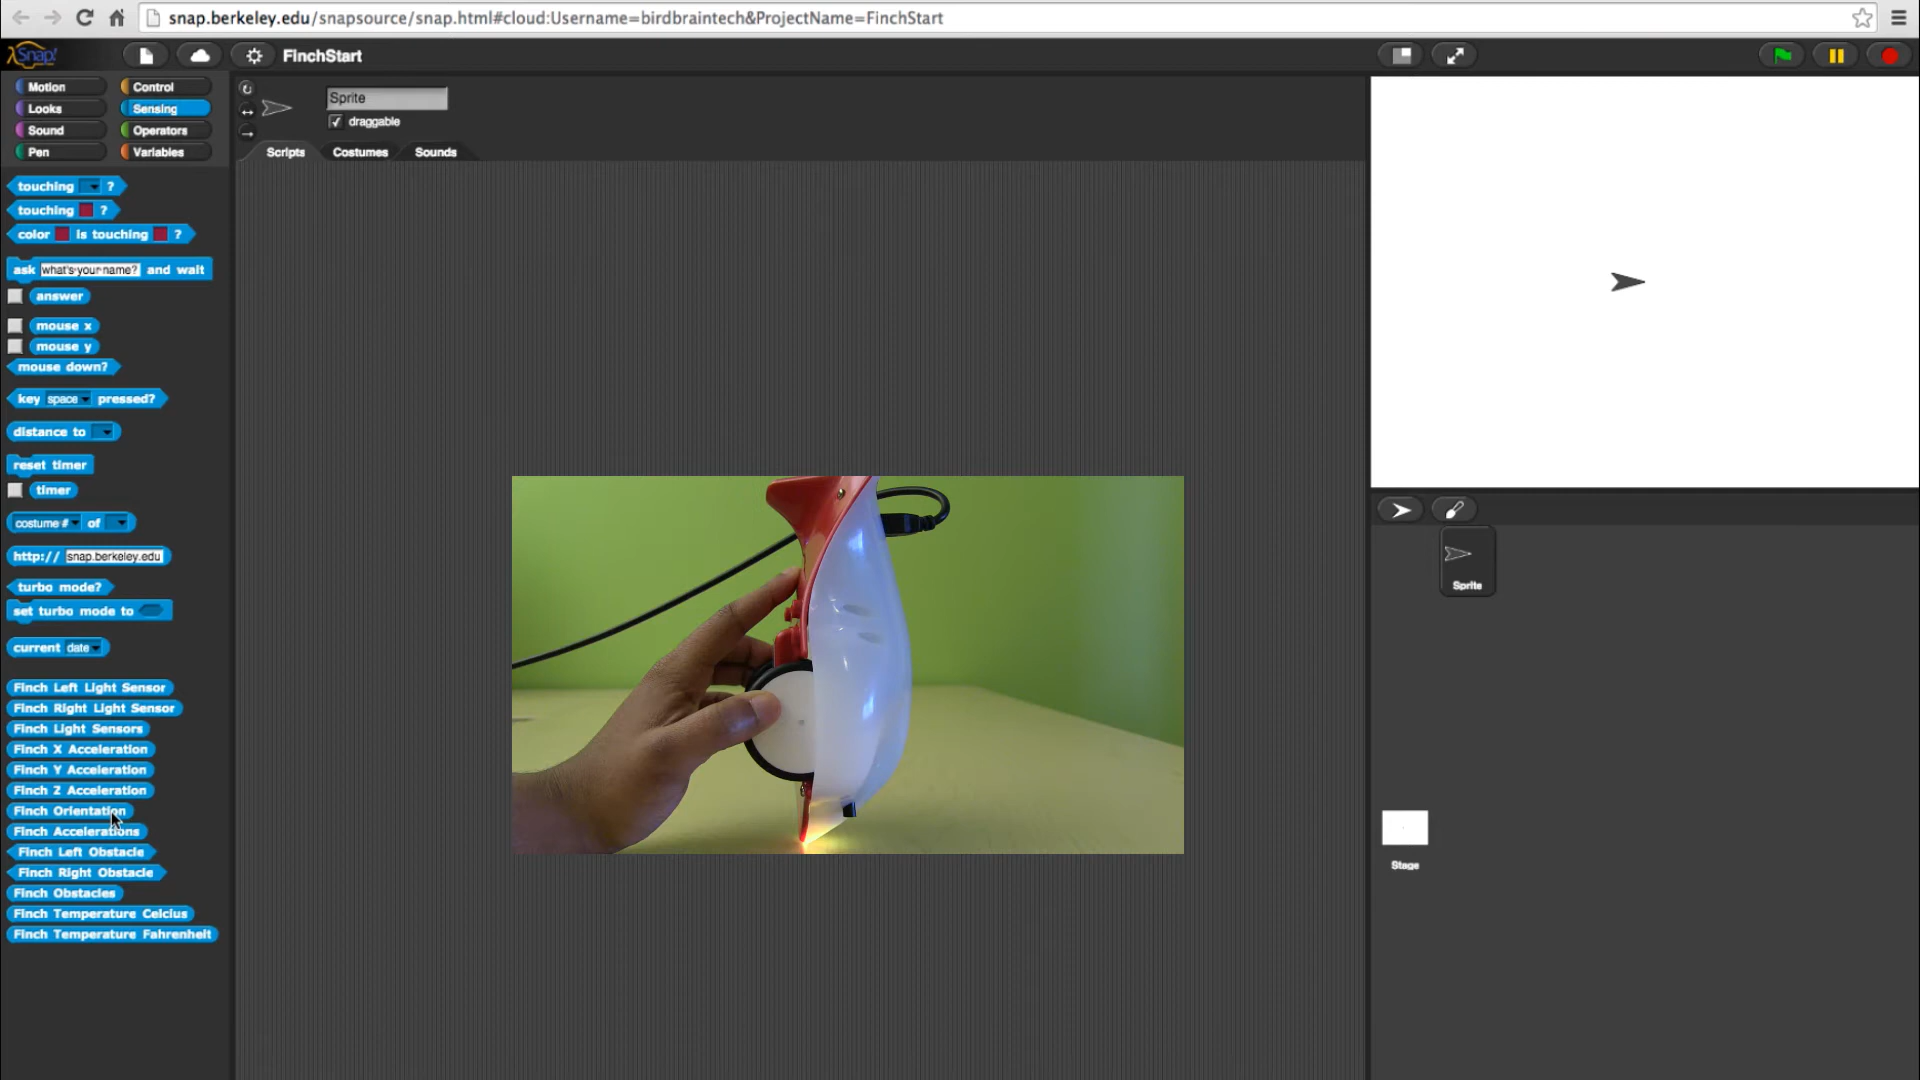 snap.berkeley.edu/snapsource/snap.html#cloud:Username=birdbraintech&ProjectName=FinchStart
Snap!
FinchStart
Motion
Control
Looks
Sensing
Sound
Operators
Pen
Variables
Sprite
draggable
Scripts
Costumes
Sounds
touching ?
touching ?
color is touching ?
ask what's your name? and wait
answer
mouse x
mouse y
mouse down?
key space pressed?
distance to
reset timer
timer
costume # of
http:// snap.berkeley.edu
turbo mode?
set turbo mode to
current date
Finch Left Light Sensor
Finch Right Light Sensor
Finch Light Sensors
Finch X Acceleration
Finch Y Acceleration
Finch Z Acceleration
Finch Orientation
Finch Accelerations
Finch Left Obstacle
Finch Right Obstacle
Finch Obstacles
Finch Temperature Celcius
Finch Temperature Fahrenheit
Sprite
Stage